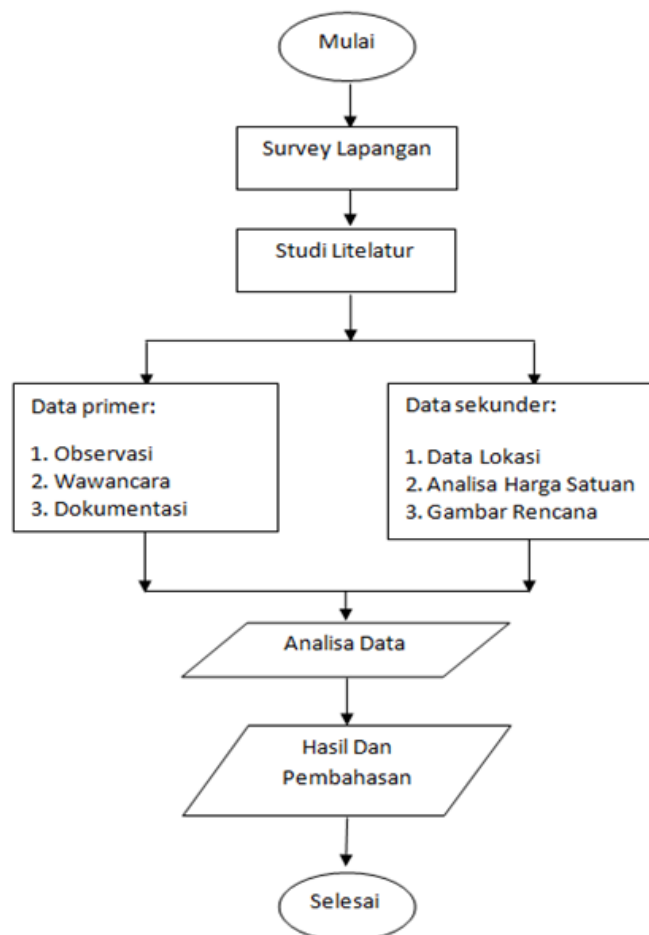 Mulai
Survey Lapangan
Studi Litelatur
Data primer:
1. Observasi
2. Wawancara
3. Dokumentasi
Data sekunder:
1. Data Lokasi
2. Analisa Harga Satuan
3. Gambar Rencana
Analisa Data
Hasil Dan
Pembahasan
Selesai